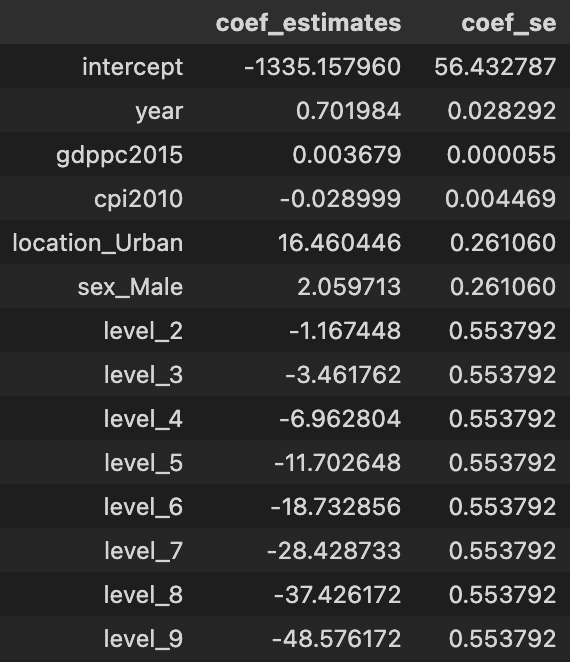 coef_estimates coef_se
intercept -1335.157960 56.432787
year 0.701984 0.028292
gdppc2015 0.003679 0.000055
cpi2010 -0.028999 0.004469
location_Urban 16.460446 0.261060
sex_Male 2.059713 0.261060
level_2 -1.167448 0.553792
level_3 -3.461762 0.553792
level_4 -6.962804 0.553792
level_5 -11.702648 0.553792
level_6 -18.732856 0.553792
level_7 -28.428733 0.553792
level_8 -37.426172 0.553792
level_9 -48.576172 0.553792